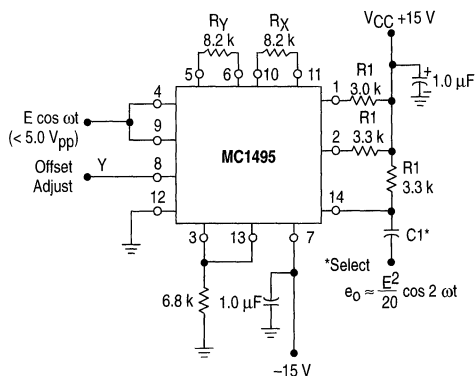 RY
8.2 k
RX
8.2 k
VCC +15 V
5
6
10
11
4
E cos ωt
(< 5.0 Vpp)
9
Offset
Adjust
Y
8
12
MC1495
1
R1
3.0 k
R1
2
3.3 k
+
–
1.0 μF
R1
3.3 k
14
C1*
3
13
7
*Select
eo ≈ E²/20 cos 2 ωt
6.8 k
1.0 μF
–15 V